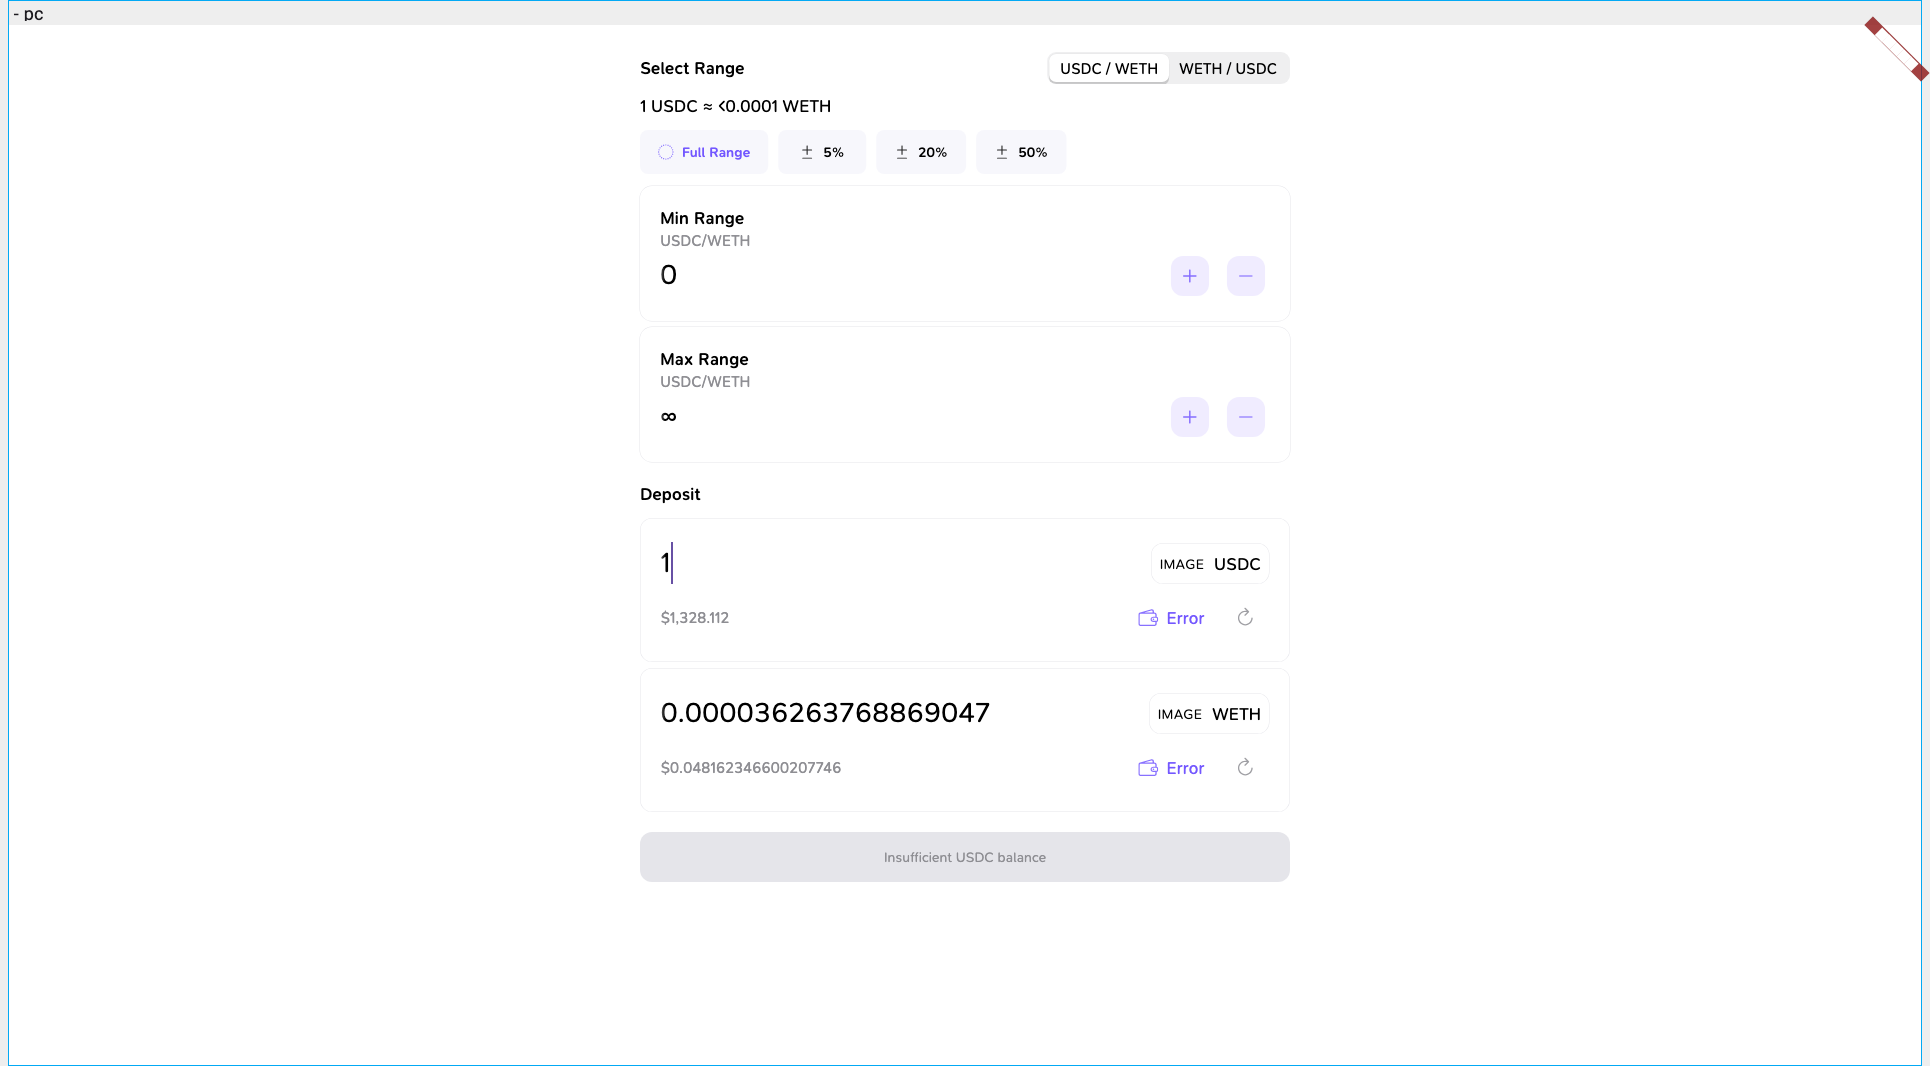 - pc
Select Range
USDC / WETH WETH / USDC
1 USDC ≈ <0.0001 WETH
Full Range ± 5% ± 20% ± 50%
Min Range
USDC/WETH
0
+ −
Max Range
USDC/WETH
∞
+ −
Deposit
1 IMAGE USDC
$1,328.112 Error
0.000036263768869047 IMAGE WETH
$0.048162346600207746 Error
Insufficient USDC balance